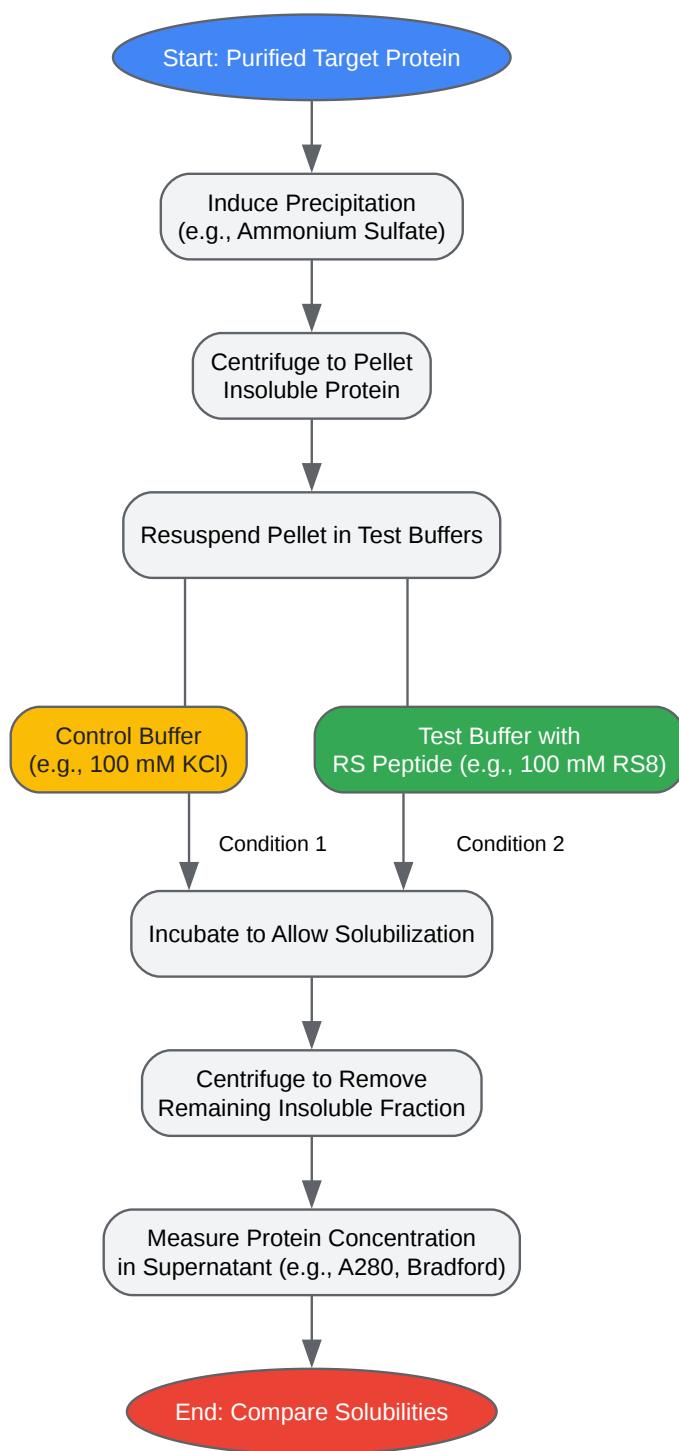 Start: Purified Target Protein
Induce Precipitation
(e.g., Ammonium Sulfate)
Centrifuge to Pellet
Insoluble Protein
Resuspend Pellet in Test Buffers
Control Buffer
(e.g., 100 mM KCl)
Test Buffer with
RS Peptide (e.g., 100 mM RS8)
Condition 1
Condition 2
Incubate to Allow Solubilization
Centrifuge to Remove
Remaining Insoluble Fraction
Measure Protein Concentration
in Supernatant (e.g., A280, Bradford)
End: Compare Solubilities